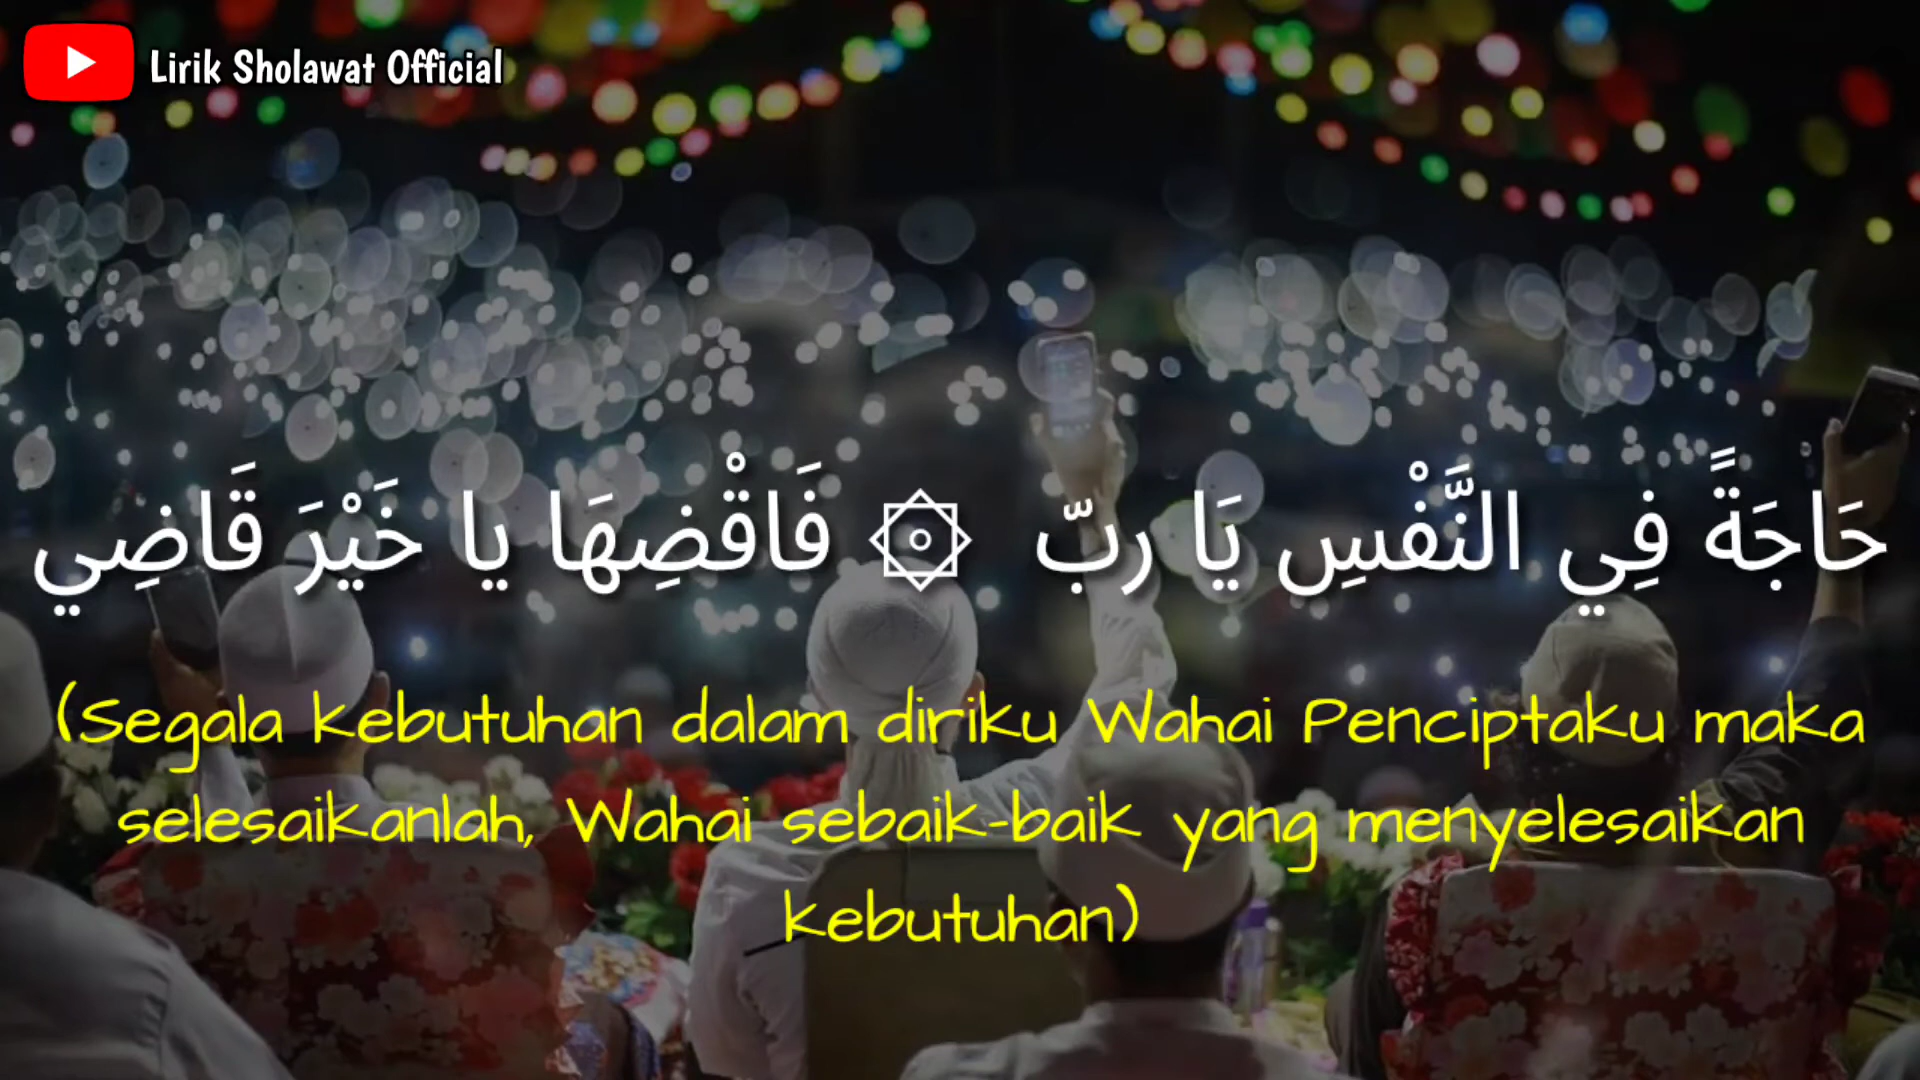 Lirik Sholawat Official
حَاجَةً فِي النَّفْسِ يَا ربّ ۞ فَاقْضِهَا يا خَيْرَ قَاضِي
(Segala kebutuhan dalam diriku Wahai Penciptaku maka
selesaikanlah, Wahai sebaik-baik yang menyelesaikan
kebutuhan)